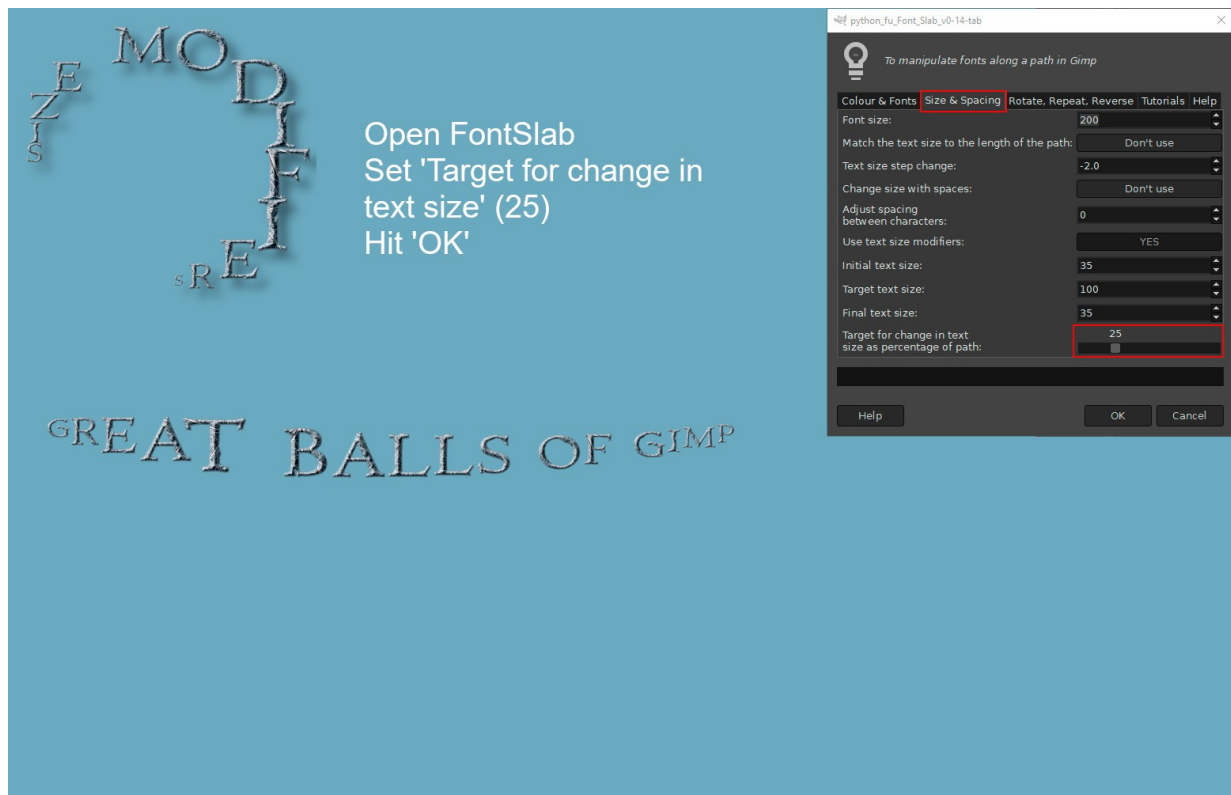 SIZE MODIFIERS
Open FontSlab
Set 'Target for change in
text size' (25)
Hit 'OK'
GREAT BALLS OF GIMP
python_fu_Font_Slab_v0-14-tab
To manipulate fonts along a path in Gimp
Colour & Fonts Size & Spacing Rotate, Repeat, Reverse Tutorials Help
Font size: 200
Match the text size to the length of the path: Don't use
Text size step change: -2.0
Change size with spaces: Don't use
Adjust spacing
between characters: 0
Use text size modifiers: YES
Initial text size: 35
Target text size: 100
Final text size: 35
Target for change in text 25
size as percentage of path:
Help OK Cancel